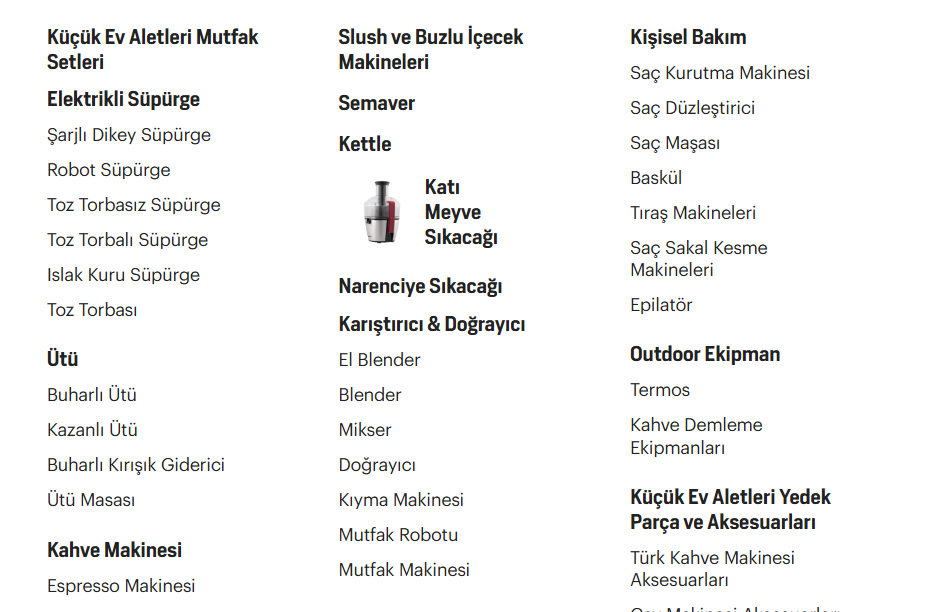 Küçük Ev Aletleri Mutfak
Setleri
Elektrikli Süpürge
Şarjlı Dikey Süpürge
Robot Süpürge
Toz Torbasız Süpürge
Toz Torbalı Süpürge
Islak Kuru Süpürge
Toz Torbası
Ütü
Buharlı Ütü
Kazanlı Ütü
Buharlı Kırışık Giderici
Ütü Masası
Kahve Makinesi
Espresso Makinesi
Slush ve Buzlu İçecek
Makineleri
Semaver
Kettle
Katı
Meyve
Sıkacağı
Narenciye Sıkacağı
Karıştırıcı & Doğrayıcı
El Blender
Blender
Mikser
Doğrayıcı
Kıyma Makinesi
Mutfak Robotu
Mutfak Makinesi
Kişisel Bakım
Saç Kurutma Makinesi
Saç Düzleştirici
Saç Maşası
Baskül
Tıraş Makineleri
Saç Sakal Kesme
Makineleri
Epilatör
Outdoor Ekipman
Termos
Kahve Demleme
Ekipmanları
Küçük Ev Aletleri Yedek
Parça ve Aksesuarları
Türk Kahve Makinesi
Aksesuarları